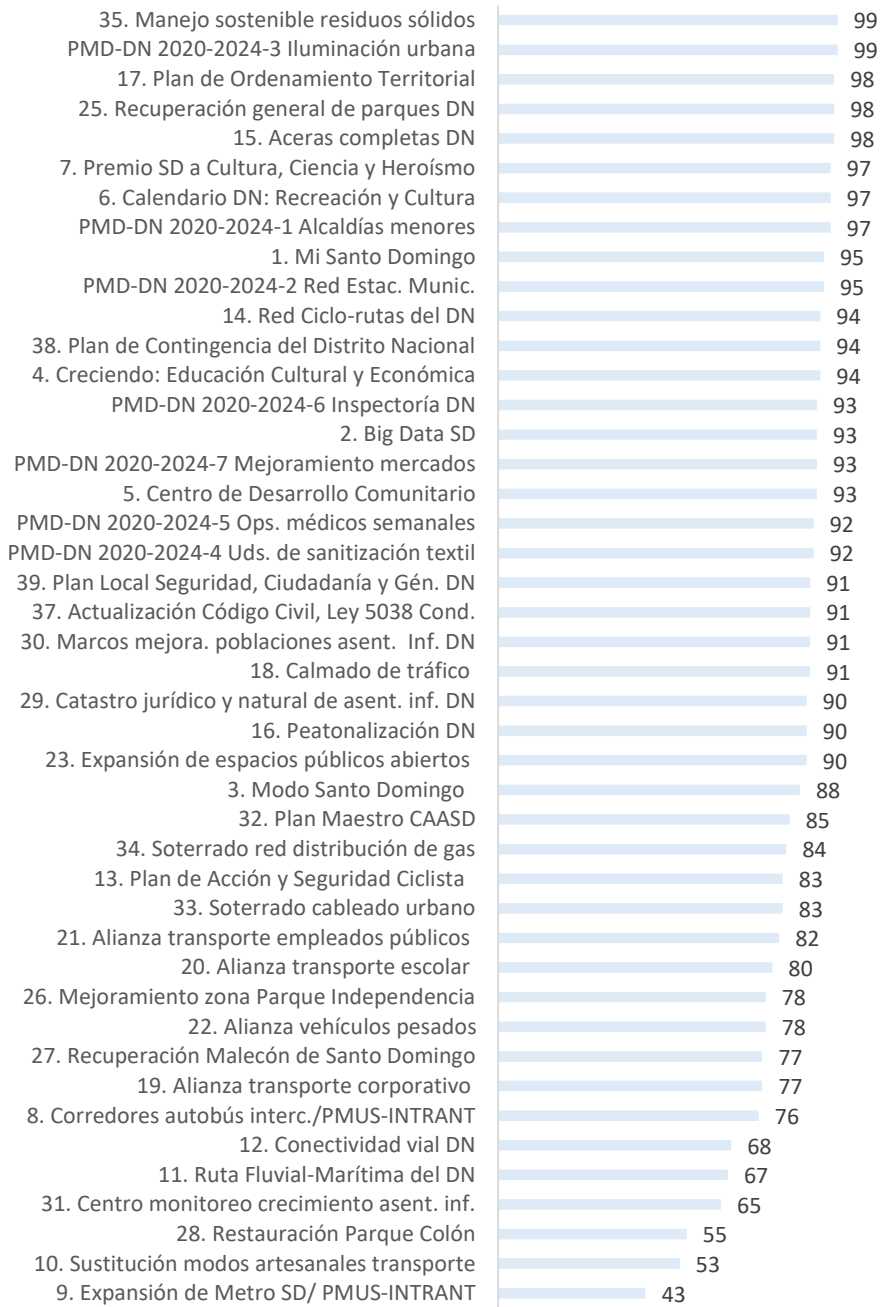 35. Manejo sostenible residuos sólidos 99
PMD-DN 2020-2024-3 Iluminación urbana 99
17. Plan de Ordenamiento Territorial 98
25. Recuperación general de parques DN 98
15. Aceras completas DN 98
7. Premio SD a Cultura, Ciencia y Heroísmo 97
6. Calendario DN: Recreación y Cultura 97
PMD-DN 2020-2024-1 Alcaldías menores 97
1. Mi Santo Domingo 95
PMD-DN 2020-2024-2 Red Estac. Munic. 95
14. Red Ciclo-rutas del DN 94
38. Plan de Contingencia del Distrito Nacional 94
4. Creciendo: Educación Cultural y Económica 94
PMD-DN 2020-2024-6 Inspectoría DN 93
2. Big Data SD 93
PMD-DN 2020-2024-7 Mejoramiento mercados 93
5. Centro de Desarrollo Comunitario 93
PMD-DN 2020-2024-5 Ops. médicos semanales 92
PMD-DN 2020-2024-4 Uds. de sanitización textil 92
39. Plan Local Seguridad, Ciudadanía y Gén. DN 91
37. Actualización Código Civil, Ley 5038 Cond. 91
30. Marcos mejora. poblaciones asent. Inf. DN 91
18. Calmado de tráfico 91
29. Catastro jurídico y natural de asent. inf. DN 90
16. Peatonalización DN 90
23. Expansión de espacios públicos abiertos 90
3. Modo Santo Domingo 88
32. Plan Maestro CAASD 85
34. Soterrado red distribución de gas 84
13. Plan de Acción y Seguridad Ciclista 83
33. Soterrado cableado urbano 83
21. Alianza transporte empleados públicos 82
20. Alianza transporte escolar 80
26. Mejoramiento zona Parque Independencia 78
22. Alianza vehículos pesados 78
27. Recuperación Malecón de Santo Domingo 77
19. Alianza transporte corporativo 77
8. Corredores autobús interc./PMUS-INTRANT 76
12. Conectividad vial DN 68
11. Ruta Fluvial-Marítima del DN 67
31. Centro monitoreo crecimiento asent. inf. 65
28. Restauración Parque Colón 55
10. Sustitución modos artesanales transporte 53
9. Expansión de Metro SD/ PMUS-INTRANT 43